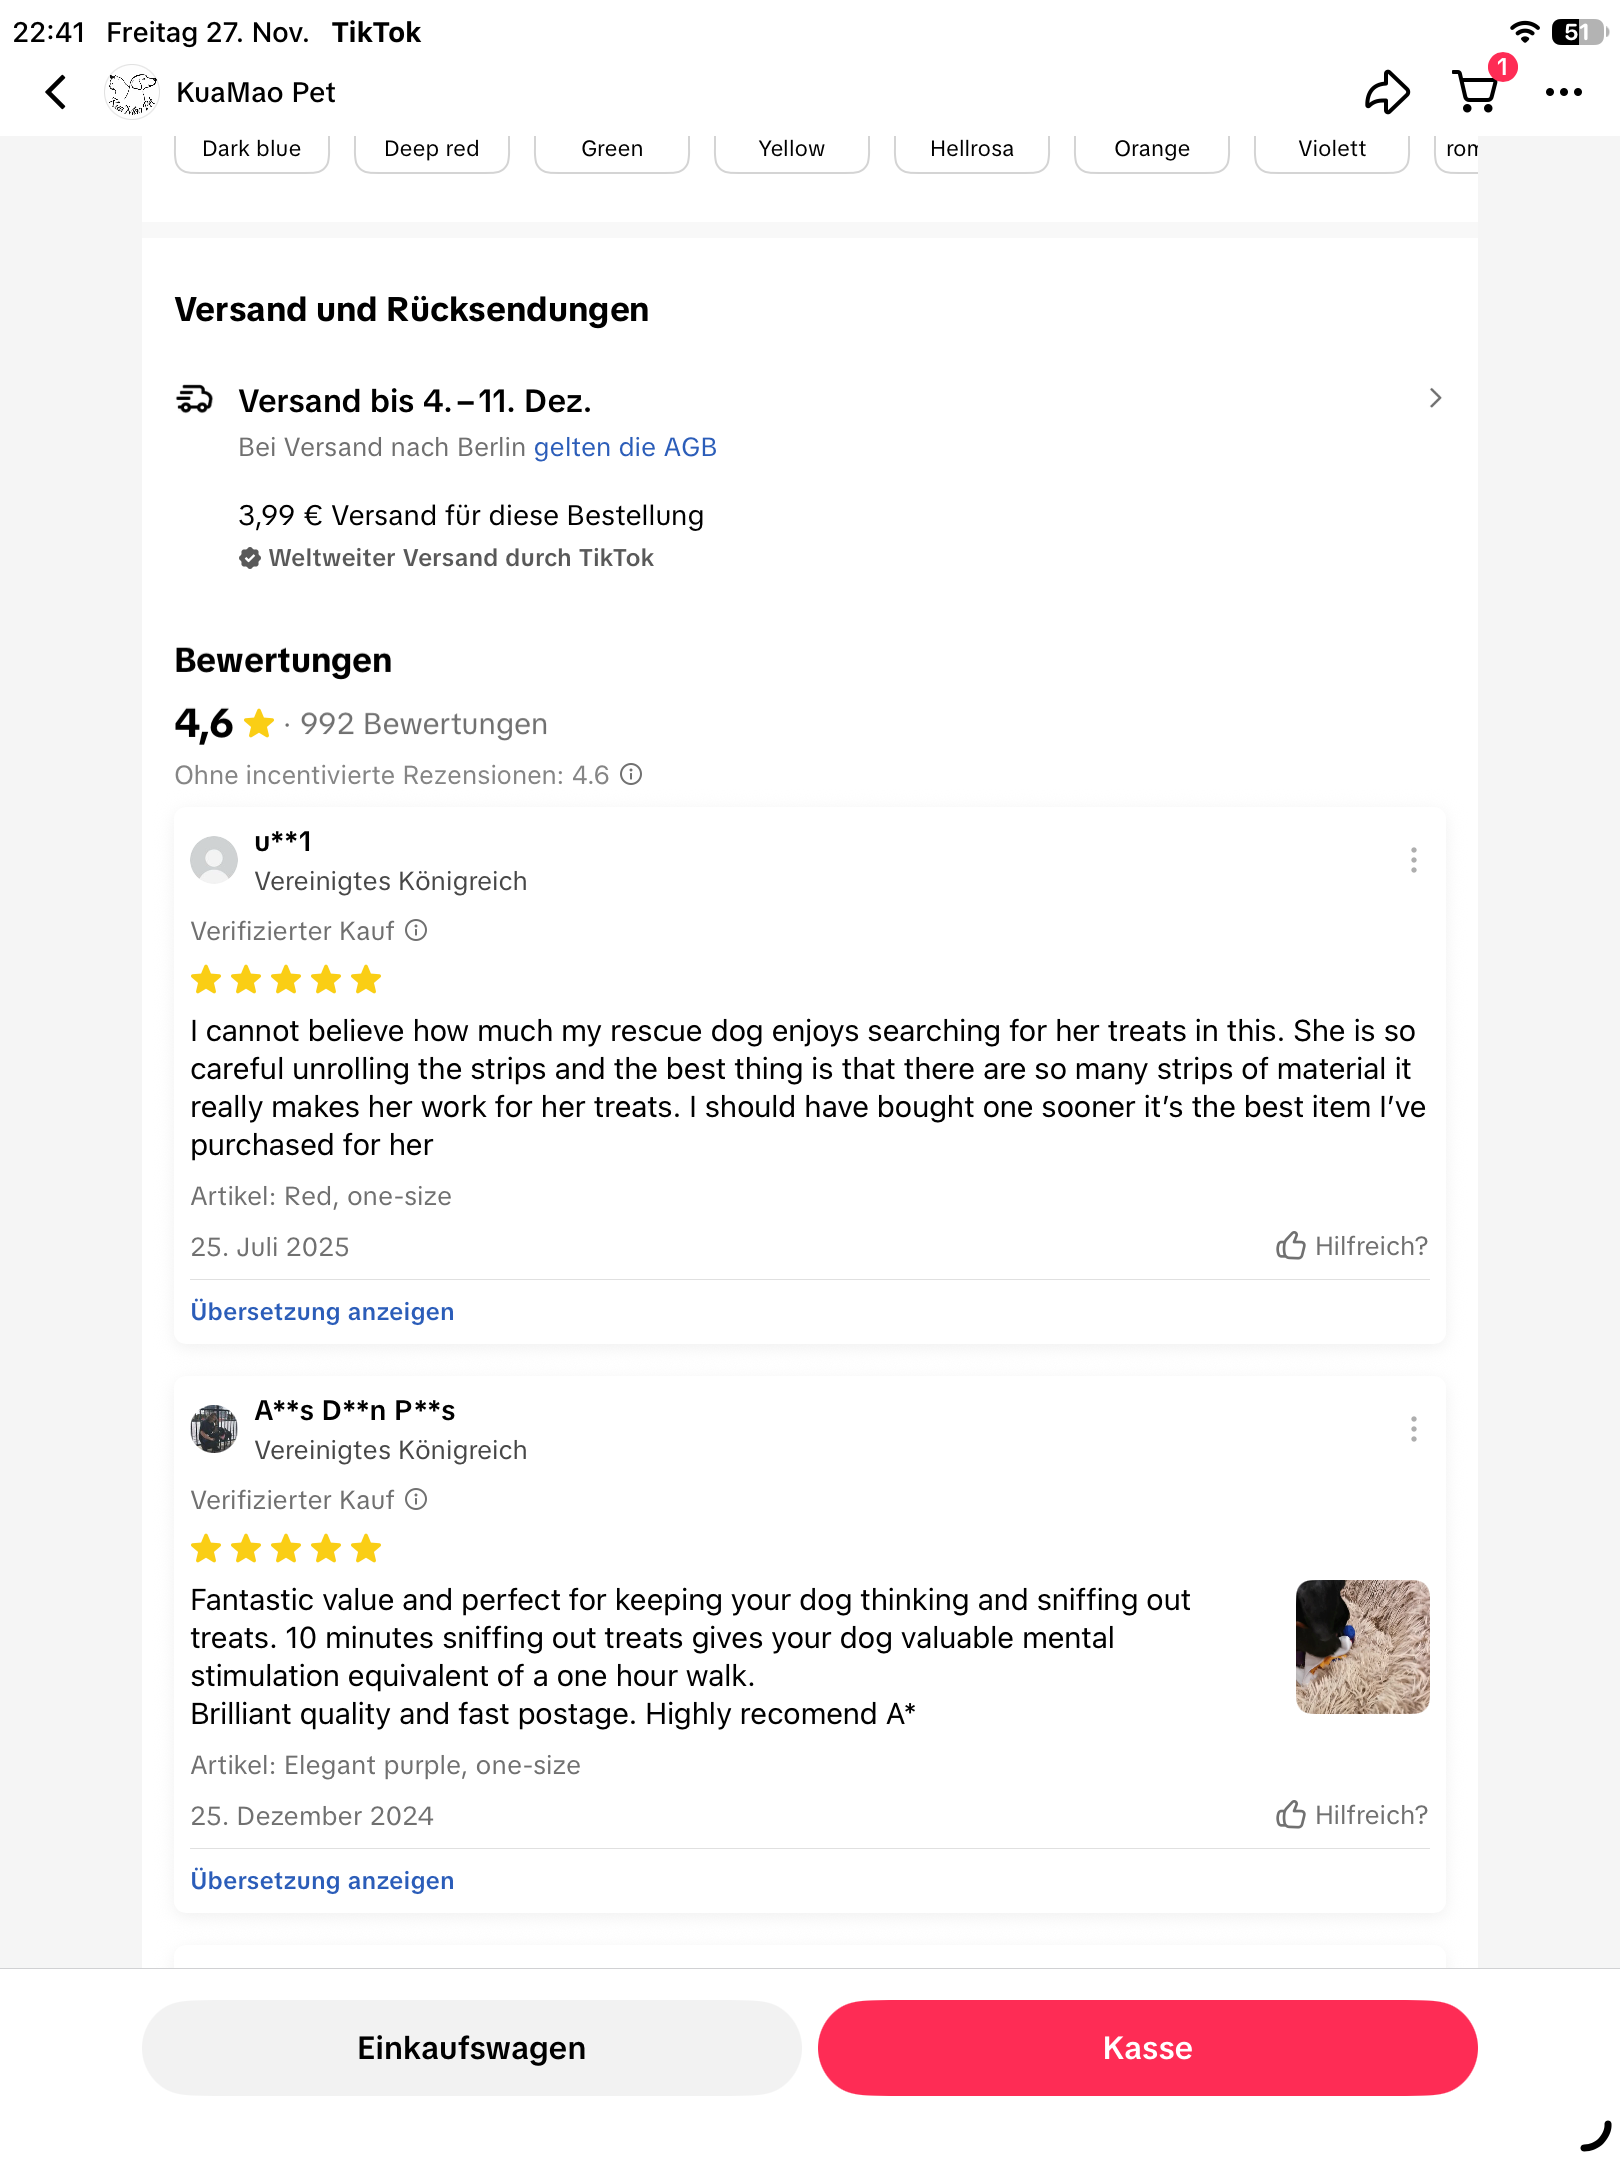 22:41 Freitag 27. Nov. TikTok
51
KuaMao Pet
1
Dark blue
Deep red
Green
Yellow
Hellrosa
Orange
Violett
Versand und Rücksendungen
Versand bis 4.–11. Dez.
Bei Versand nach Berlin gelten die AGB
3,99 € Versand für diese Bestellung
Weltweiter Versand durch TikTok
Bewertungen
4,6 · 992 Bewertungen
Ohne incentivierte Rezensionen: 4.6
u**1
Vereinigtes Königreich
Verifizierter Kauf
I cannot believe how much my rescue dog enjoys searching for her treats in this. She is so
careful unrolling the strips and the best thing is that there are so many strips of material it
really makes her work for her treats. I should have bought one sooner it’s the best item I’ve
purchased for her
Artikel: Red, one-size
25. Juli 2025
Hilfreich?
Übersetzung anzeigen
A**s D**n P**s
Vereinigtes Königreich
Verifizierter Kauf
Fantastic value and perfect for keeping your dog thinking and sniffing out
treats. 10 minutes sniffing out treats gives your dog valuable mental
stimulation equivalent of a one hour walk.
Brilliant quality and fast postage. Highly recomend A*
Artikel: Elegant purple, one-size
25. Dezember 2024
Hilfreich?
Übersetzung anzeigen
Einkaufswagen
Kasse